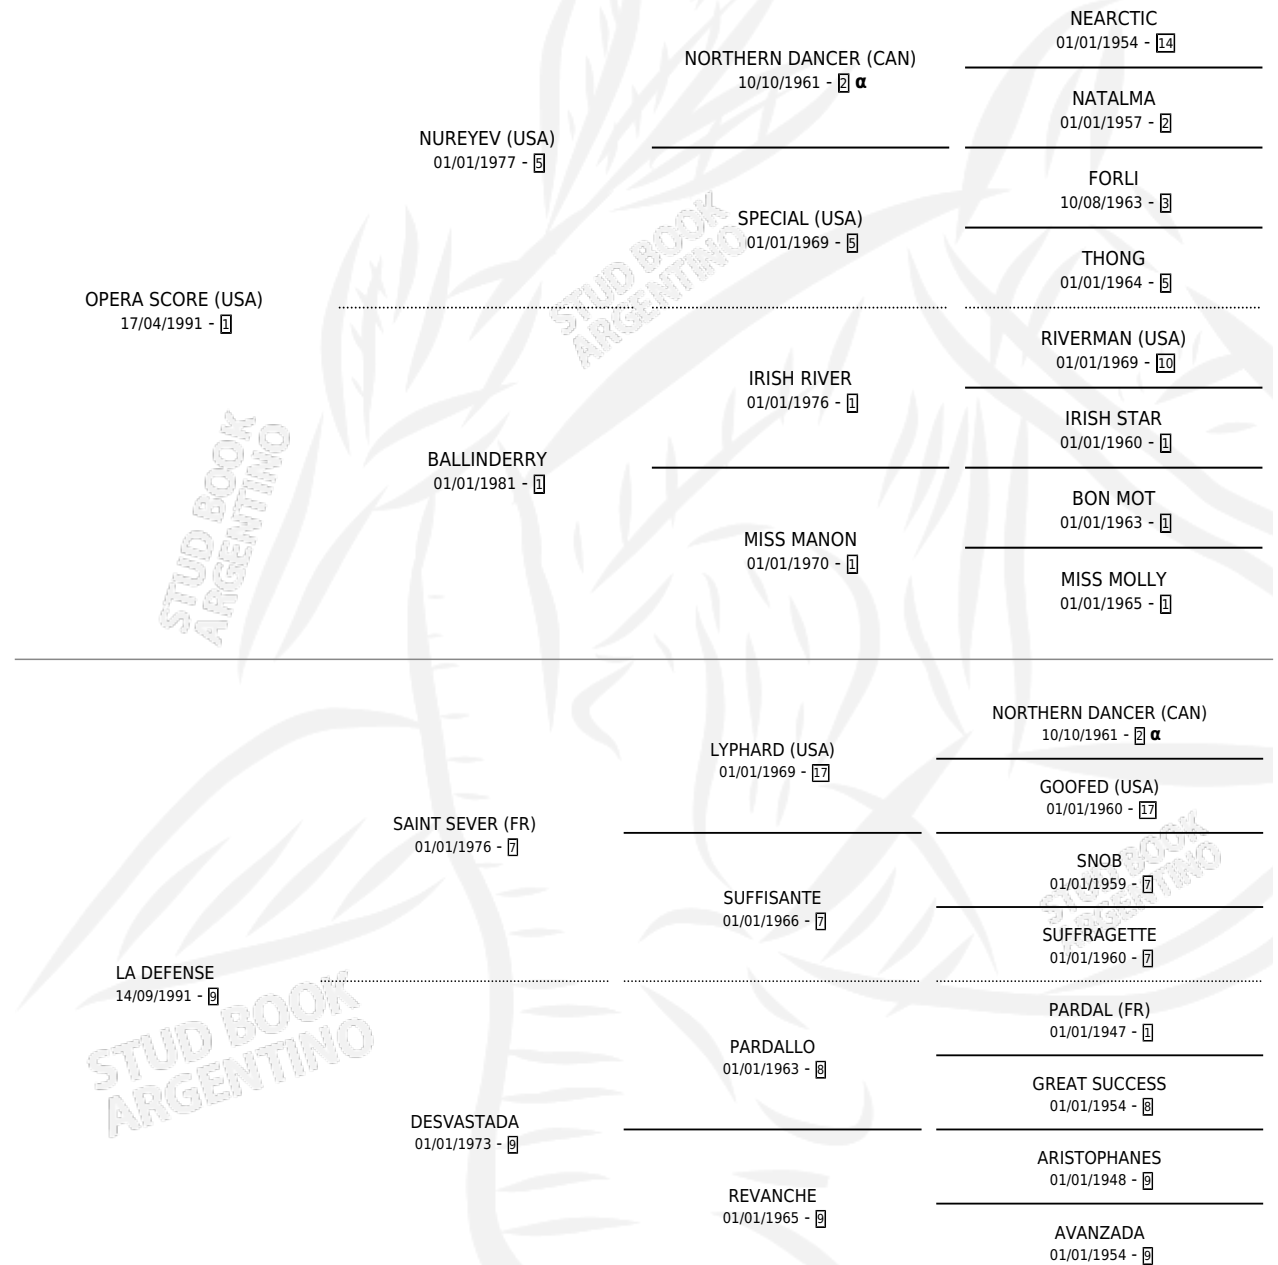 NEARCTIC
01/01/1954 - 14
NORTHERN DANCER (CAN)
10/10/1961 - 2 α
NATALMA
01/01/1957 - 2
NUREYEV (USA)
01/01/1977 - 5
FORLI
10/08/1963 - 3
SPECIAL (USA)
01/01/1969 - 5
THONG
01/01/1964 - 5
OPERA SCORE (USA)
17/04/1991 - 1
RIVERMAN (USA)
01/01/1969 - 10
IRISH RIVER
01/01/1976 - 1
IRISH STAR
01/01/1960 - 1
BALLINDERRY
01/01/1981 - 1
BON MOT
01/01/1963 - 1
MISS MANON
01/01/1970 - 1
MISS MOLLY
01/01/1965 - 1
NORTHERN DANCER (CAN)
10/10/1961 - 2 α
LYPHARD (USA)
01/01/1969 - 17
GOOFED (USA)
01/01/1960 - 17
SAINT SEVER (FR)
01/01/1976 - 7
SNOB
01/01/1959 - 7
SUFFISANTE
01/01/1966 - 7
SUFFRAGETTE
01/01/1960 - 7
LA DEFENSE
14/09/1991 - 9
PARDAL (FR)
01/01/1947 - 1
PARDALLO
01/01/1963 - 8
GREAT SUCCESS
01/01/1954 - 8
DESVASTADA
01/01/1973 - 9
ARISTOPHANES
01/01/1948 - 9
REVANCHE
01/01/1965 - 9
AVANZADA
01/01/1954 - 9
STUD BOOK
ARGENTINO
STUD BOOK
ARGENTINO
STUD BOOK
ARGENTINO
STUD BOOK
ARGENTINO